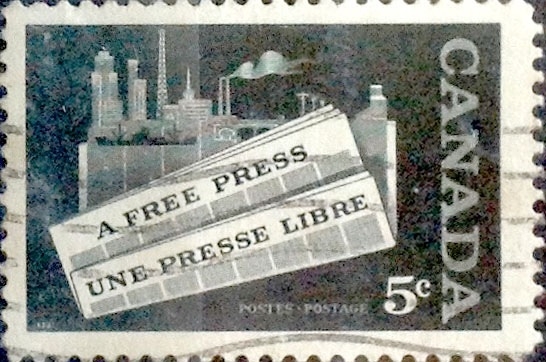 CANADA
A FREE PRESS
UNE PRESSE LIBRE
POSTES · POSTAGE
5c